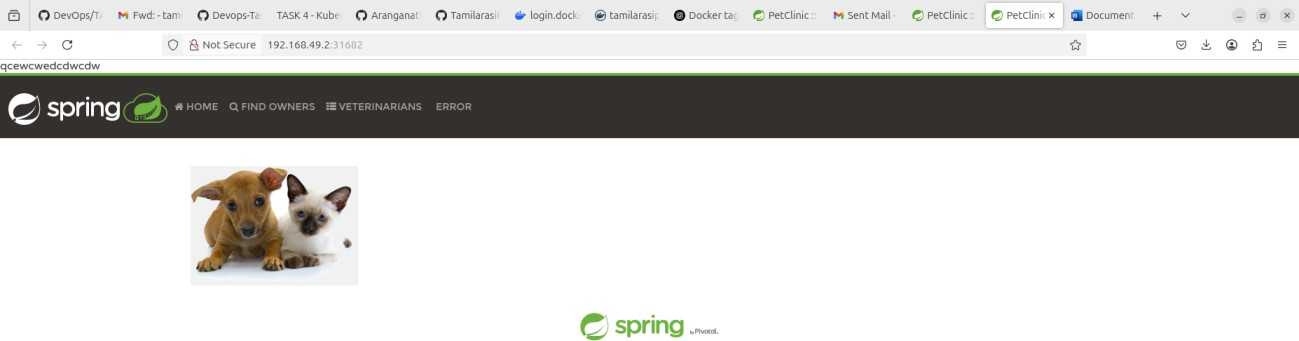 DevOps/TA
Fwd: - tam
Devops-Ta
TASK 4 - Kube
Aranganat
Tamilarasi
login.dock
tamilarasip
Docker tag
PetClinic ::
Sent Mail -
PetClinic ::
PetClinic
Document
Not Secure 192.168.49.2:31682
qcewcwedcdwcdw
spring
HOME FIND OWNERS VETERINARIANS ERROR
spring by Pivotal.